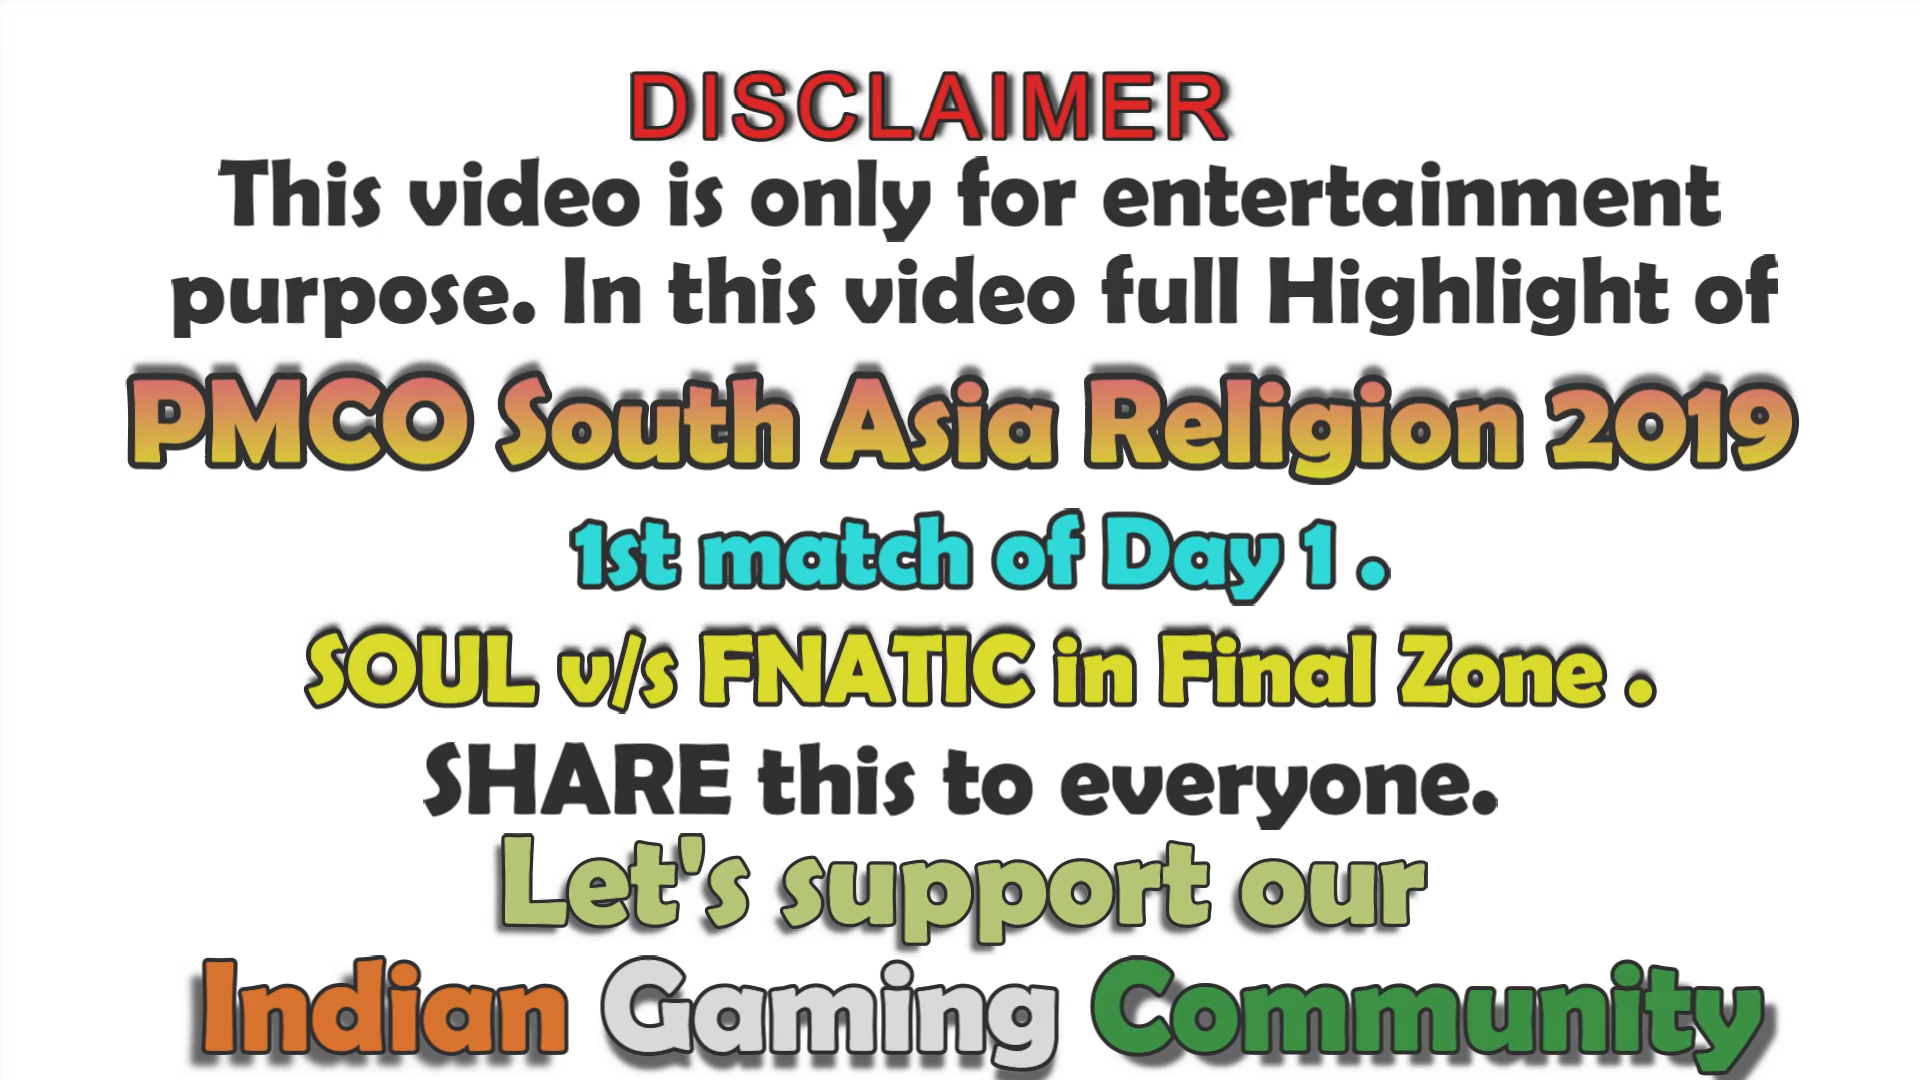 DISCLAIMER
This video is only for entertainment
purpose. In this video full Highlight of
PMCO South Asia Religion 2019
1st match of Day 1 .
SOUL v/s FNATIC in Final Zone .
SHARE this to everyone.
Let's support our
Indian Gaming Community